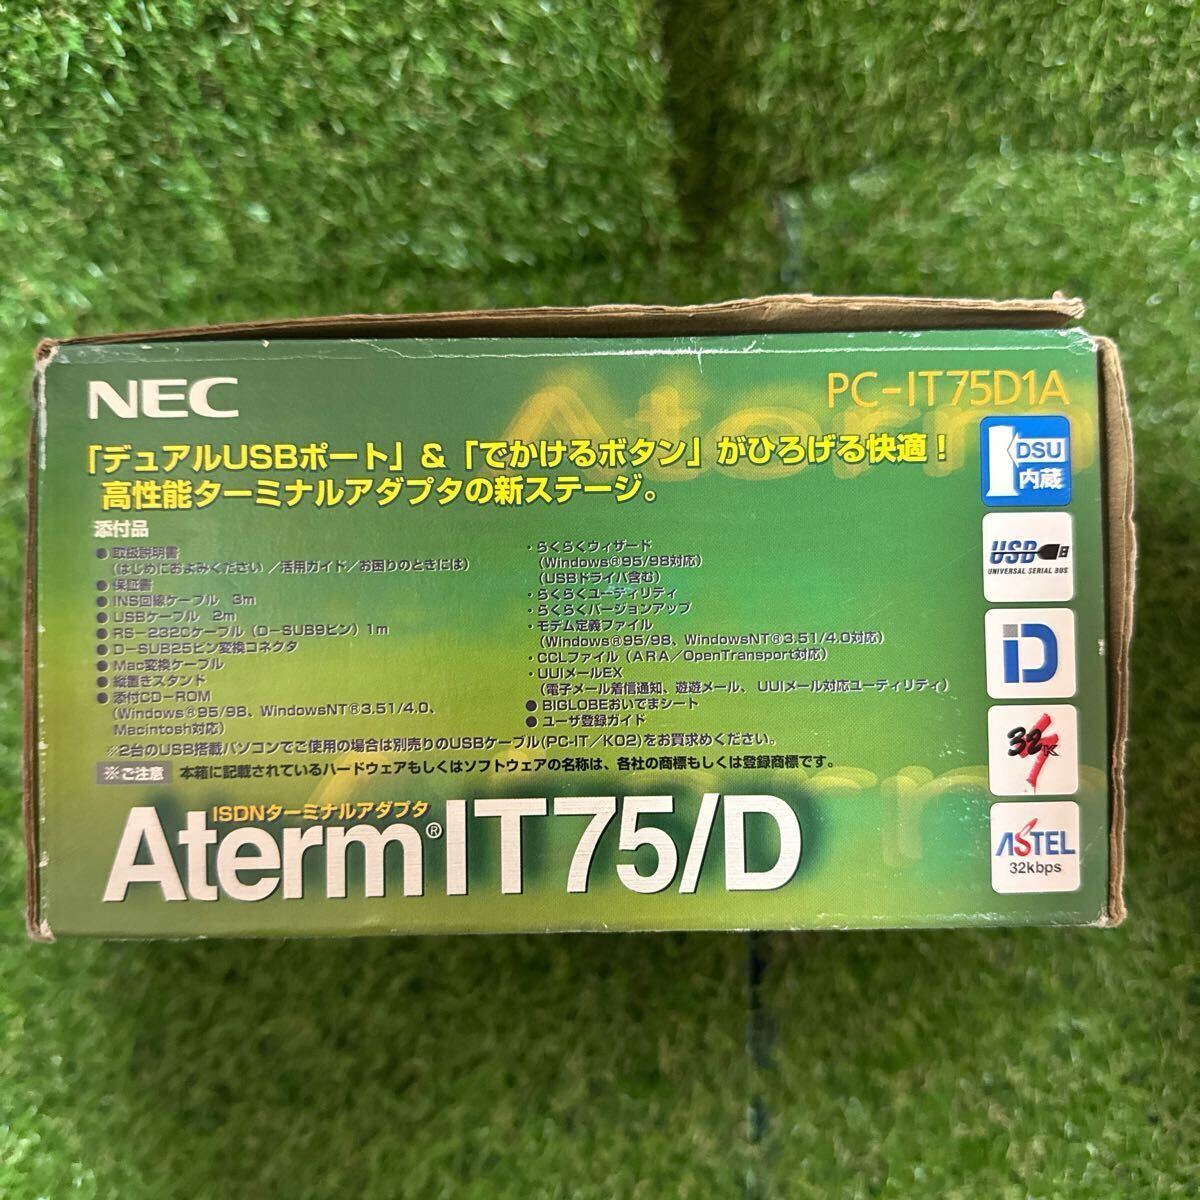 NEC
PC-IT75D1A
「デュアルUSBポート」&「でかけるボタン」がひろげる快適!
高性能ターミナルアダプタの新ステージ。
添付品
● 取扱説明書
(はじめにおよみください/活用ガイド/お困りのときには)
● 保証書
● INS回線ケーブル 3m
● USBケーブル 2m
● RS-232Cケーブル(D-SUB9ピン)1m
● D-SUB25ピン変換コネクタ
● Mac変換ケーブル
● 縦置きスタンド
● 添付CD-ROM
(Windows®95/98、WindowsNT®3.51/4.0、
Macintosh対応)
・らくらくウィザード
(Windows®95/98対応)
(USBドライバ含む)
・らくらくユーティリティ
・らくらくバージョンアップ
・モデム定義ファイル
(Windows®95/98、WindowsNT®3.51/4.0対応)
・CCLファイル(ARA/OpenTransport対応)
・UUIメールEX
(電子メール着信通知、遊遊メール、UUIメール対応ユーティリティ)
● BIGLOBEおいでまシート
● ユーザ登録ガイド
※2台のUSB搭載パソコンでご使用の場合は別売りのUSBケーブル(PC-IT/K02)をお買求めください。
※ご注意 本箱に記載されているハードウェアもしくはソフトウェアの名称は、各社の商標もしくは登録商標です。
ISDNターミナルアダプタ
Aterm®IT75/D
DSU
内蔵
USB
UNIVERSAL SERIAL BUS
iD
32K
ASTEL
32kbps
Aterm
Aterm